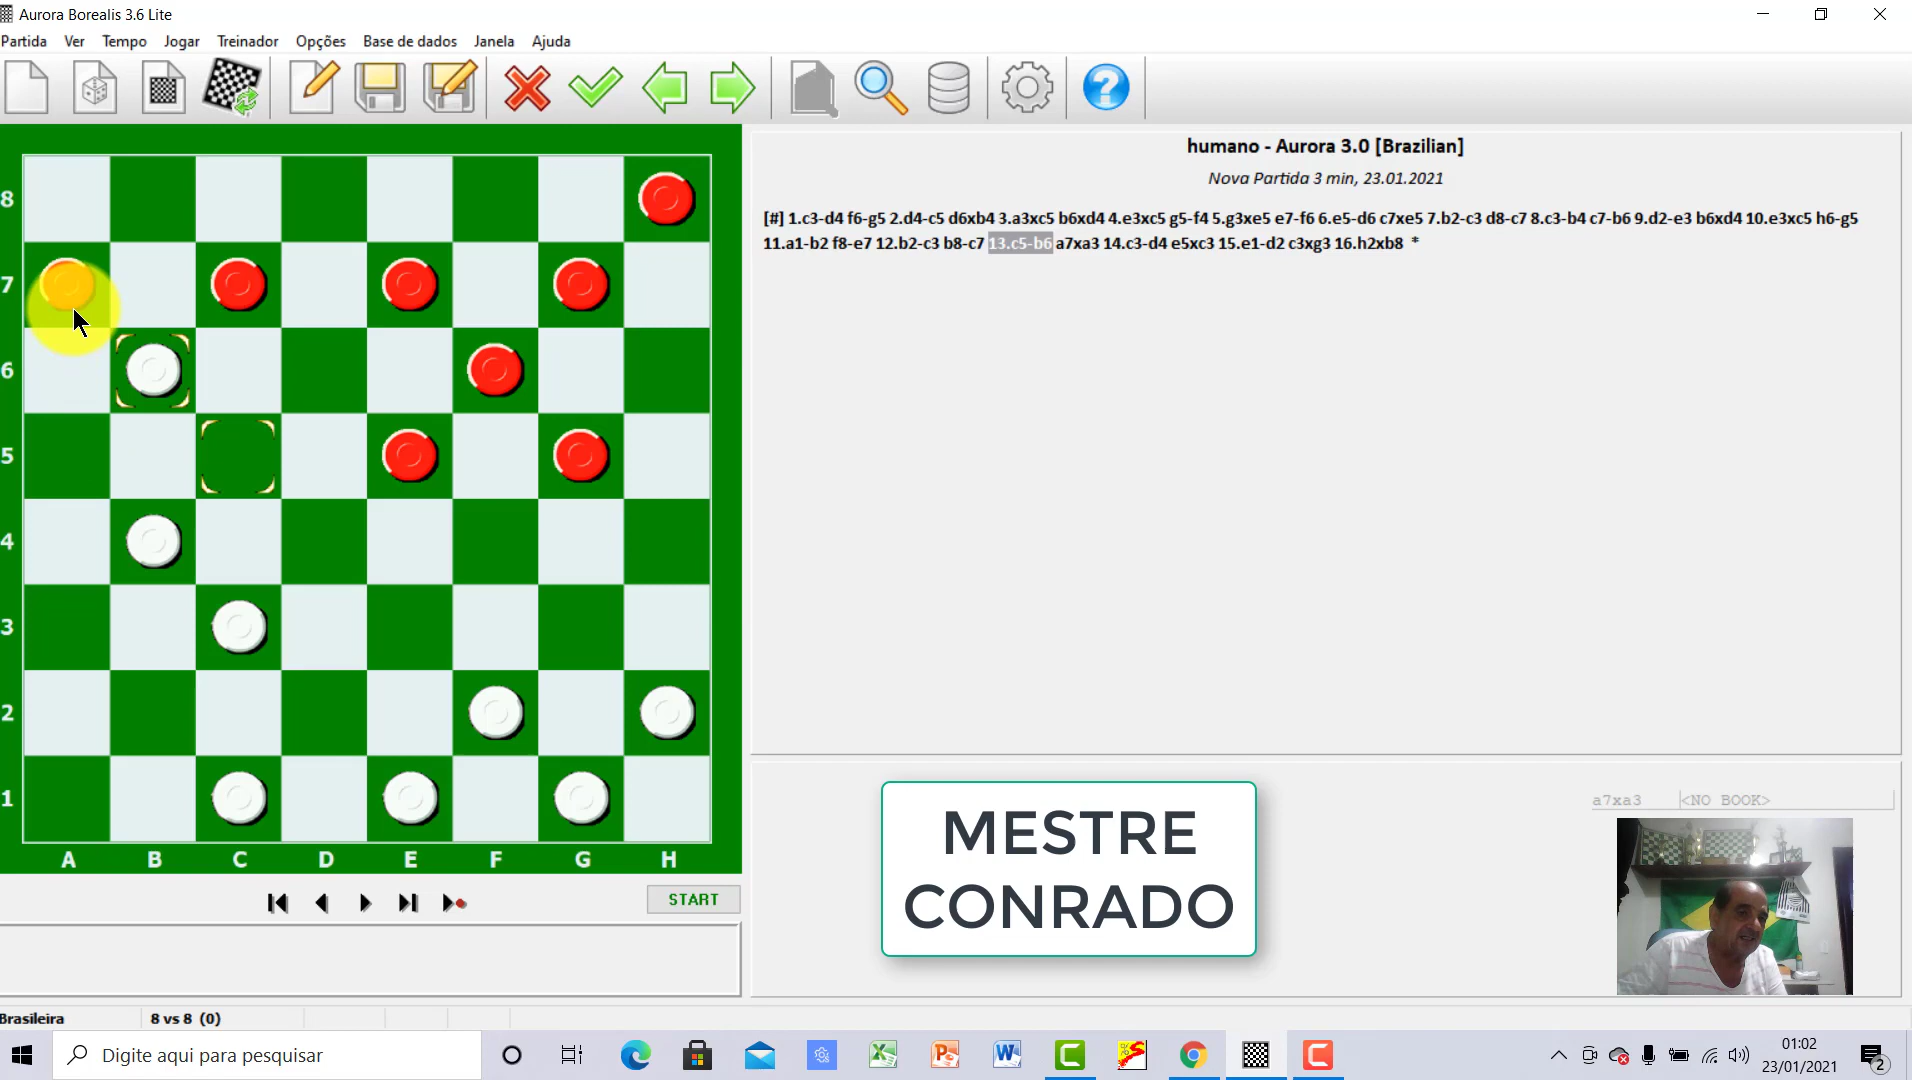 Aurora Borealis 3.6 Lite
Partida Ver Tempo Jogar Treinador Opções Base de dados Janela Ajuda
humano - Aurora 3.0 [Brazilian]
Nova Partida 3 min, 23.01.2021
[#] 1.c3-d4 f6-g5 2.d4-c5 d6xb4 3.a3xc5 b6xd4 4.e3xc5 g5-f4 5.g3xe5 e7-f6 6.e5-d6 c7xe5 7.b2-c3 d8-c7 8.c3-b4 c7-b6 9.d2-e3 b6xd4 10.e3xc5 h6-g5
11.a1-b2 f8-e7 12.b2-c3 b8-c7 13.c5-b6 a7xa3 14.c3-d4 e5xc3 15.e1-d2 c3xg3 16.h2xb8 *
8
7
6
5
4
3
2
1
A B C D E F G H
START
MESTRE
CONRADO
a7xa3 <NO BOOK>
Brasileira 8 vs 8 (0)
Digite aqui para pesquisar
01:02
23/01/2021
2